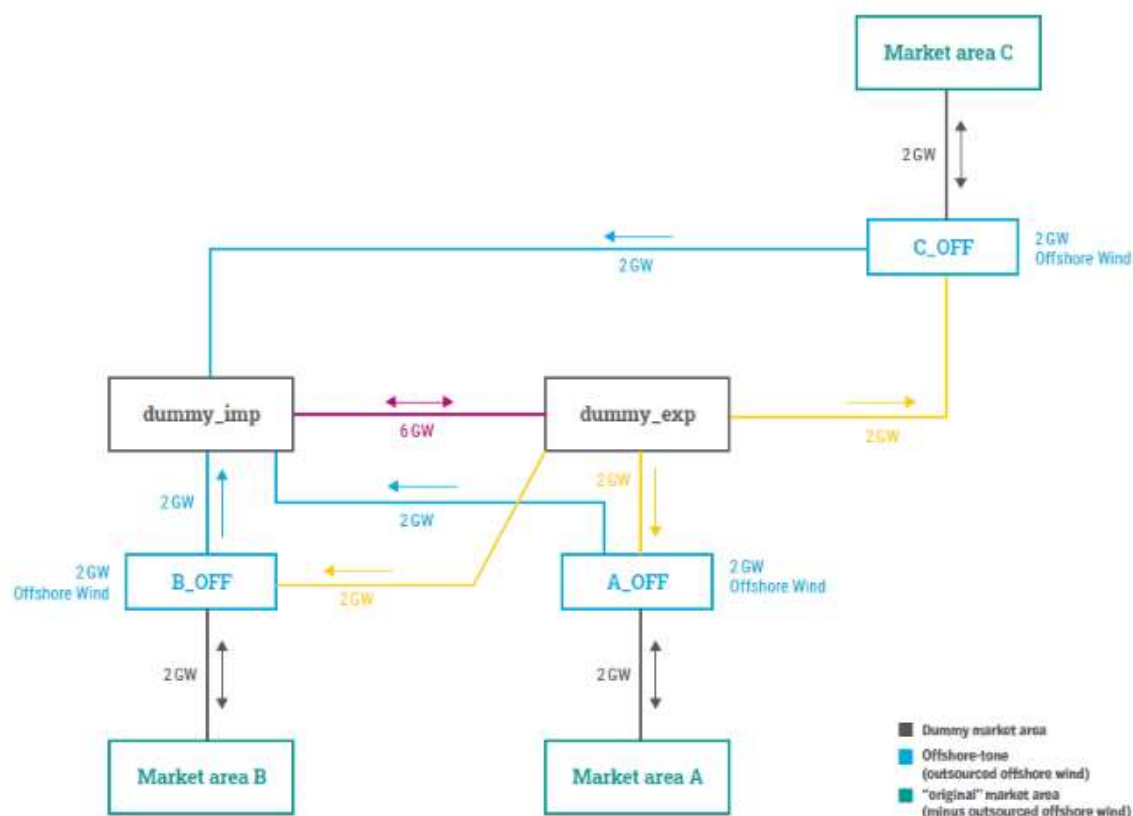 Market area C
2 GW
C_OFF
2 GW
Offshore Wind
2 GW
dummy_imp
dummy_exp
6 GW
2 GW
2 GW
2 GW
2 GW
2 GW
Offshore Wind
B_OFF
2 GW
A_OFF
2 GW
Offshore Wind
2 GW
2 GW
Market area B
Market area A
Dummy market area
Offshore-tone
(outsourced offshore wind)
"original" market area
(minus outsourced offshore wind)